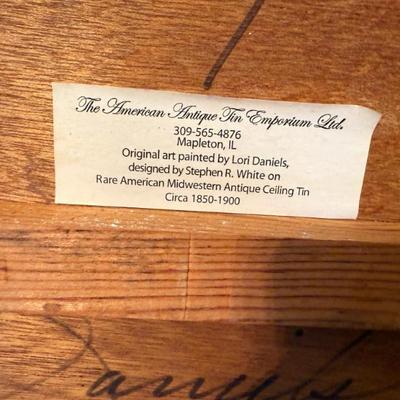 The American Antique Tin Emporium Ltd.
309-565-4876
Mapleton, IL
Original art painted by Lori Daniels,
designed by Stephen R. White on
Rare American Midwestern Antique Ceiling Tin
Circa 1850-1900
Daniels